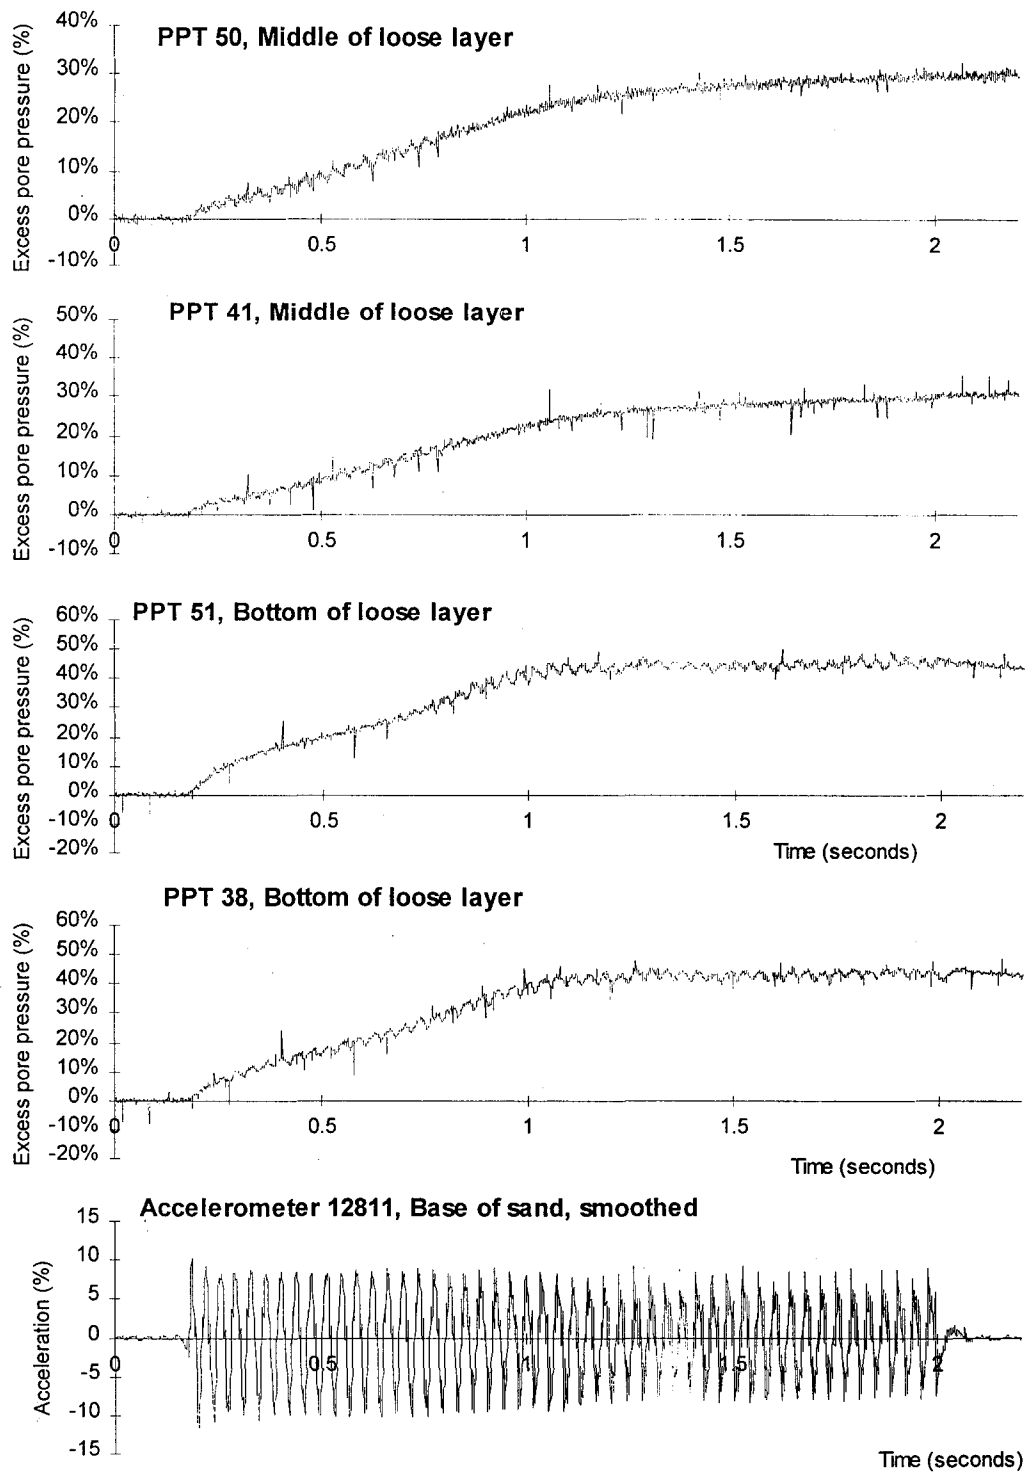 PPT 50, Middle of loose layer
Excess pore pressure (%)
40%
30%
20%
10%
0%
-10%
0 0.5 1 1.5 2
PPT 41, Middle of loose layer
Excess pore pressure (%)
50%
40%
30%
20%
10%
0%
-10%
0 0.5 1 1.5 2
PPT 51, Bottom of loose layer
Excess pore pressure (%)
60%
50%
40%
30%
20%
10%
0%
-10%
-20%
0 0.5 1 1.5 2
Time (seconds)
PPT 38, Bottom of loose layer
Excess pore pressure (%)
60%
50%
40%
30%
20%
10%
0%
-10%
-20%
0 0.5 1 1.5 2
Time (seconds)
Accelerometer 12811, Base of sand, smoothed
Acceleration (%)
15
10
5
0
-5
-10
-15
0 0.5 1 1.5 2
Time (seconds)